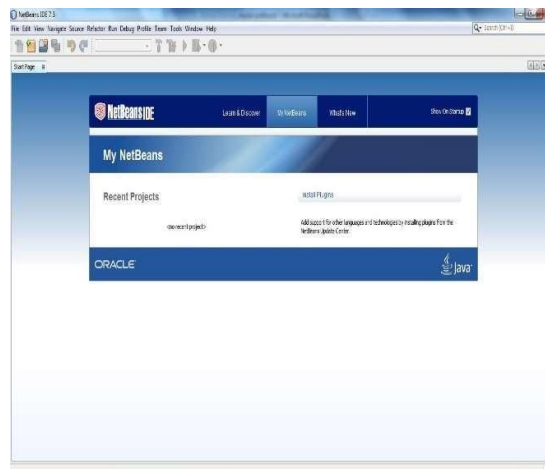 NetBeans IDE 7.3
File Edit View Navigate Source Refactor Run Debug Profile Team Tools Window Help
Search (Ctrl+I)
Start Page
NetBeans IDE
Learn & Discover
My NetBeans
What's New
Show On Startup
My NetBeans
Recent Projects
<no recent project>
Install Plugins
Add support for other languages and technologies by installing plugins from the
NetBeans Update Center.
ORACLE
Java